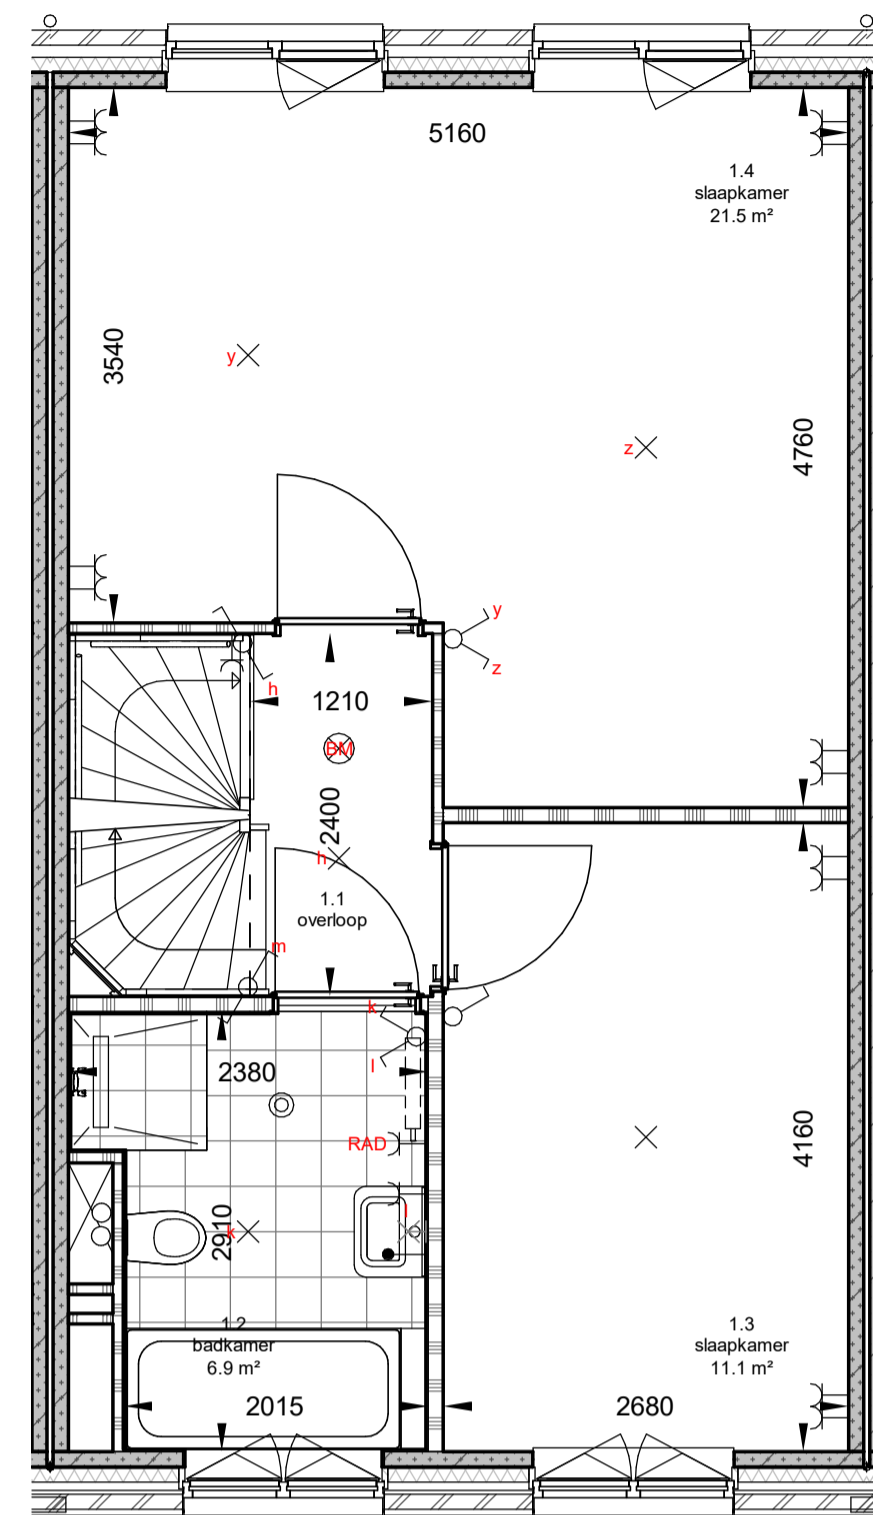 5160
1.4
slaapkamer
21.5 m²
3540
y
4760
z
y
z
h
1210
BM
2400
h
1.1
overloop
m
k
2380
l
RAD
4160
l
2910
k
1.2
badkamer
6.9 m²
1.3
slaapkamer
11.1 m²
2015
2680